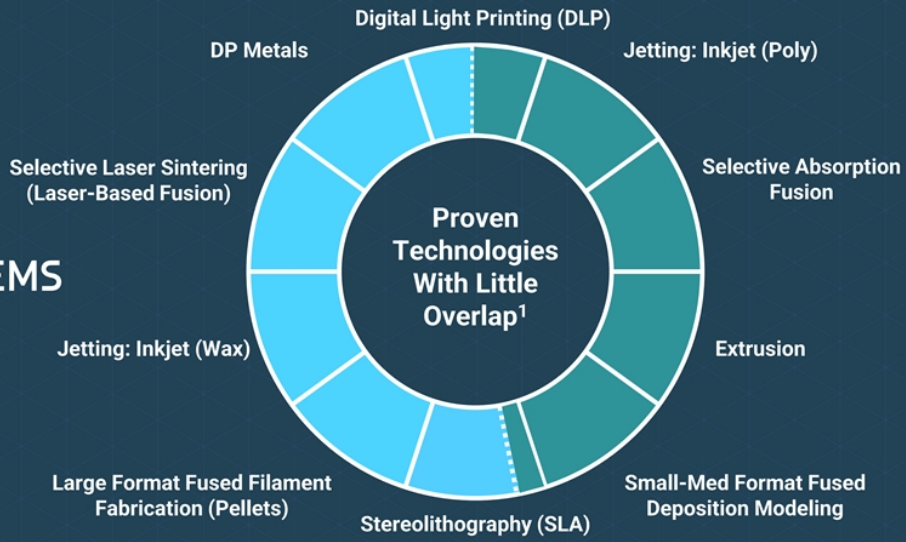 Digital Light Printing (DLP)
DP Metals
Jetting: Inkjet (Poly)
Selective Laser Sintering
(Laser-Based Fusion)
Selective Absorption
Fusion
Proven
Technologies
With Little
Overlap¹
EMS
Jetting: Inkjet (Wax)
Extrusion
Large Format Fused Filament
Fabrication (Pellets)
Small-Med Format Fused
Deposition Modeling
Stereolithography (SLA)